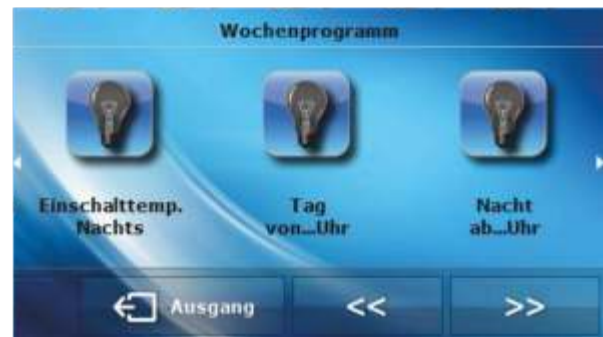 Wochenprogramm
Einschalttemp.
Nachts
Tag
von...Uhr
Nacht
ab...Uhr
Ausgang
<<
>>